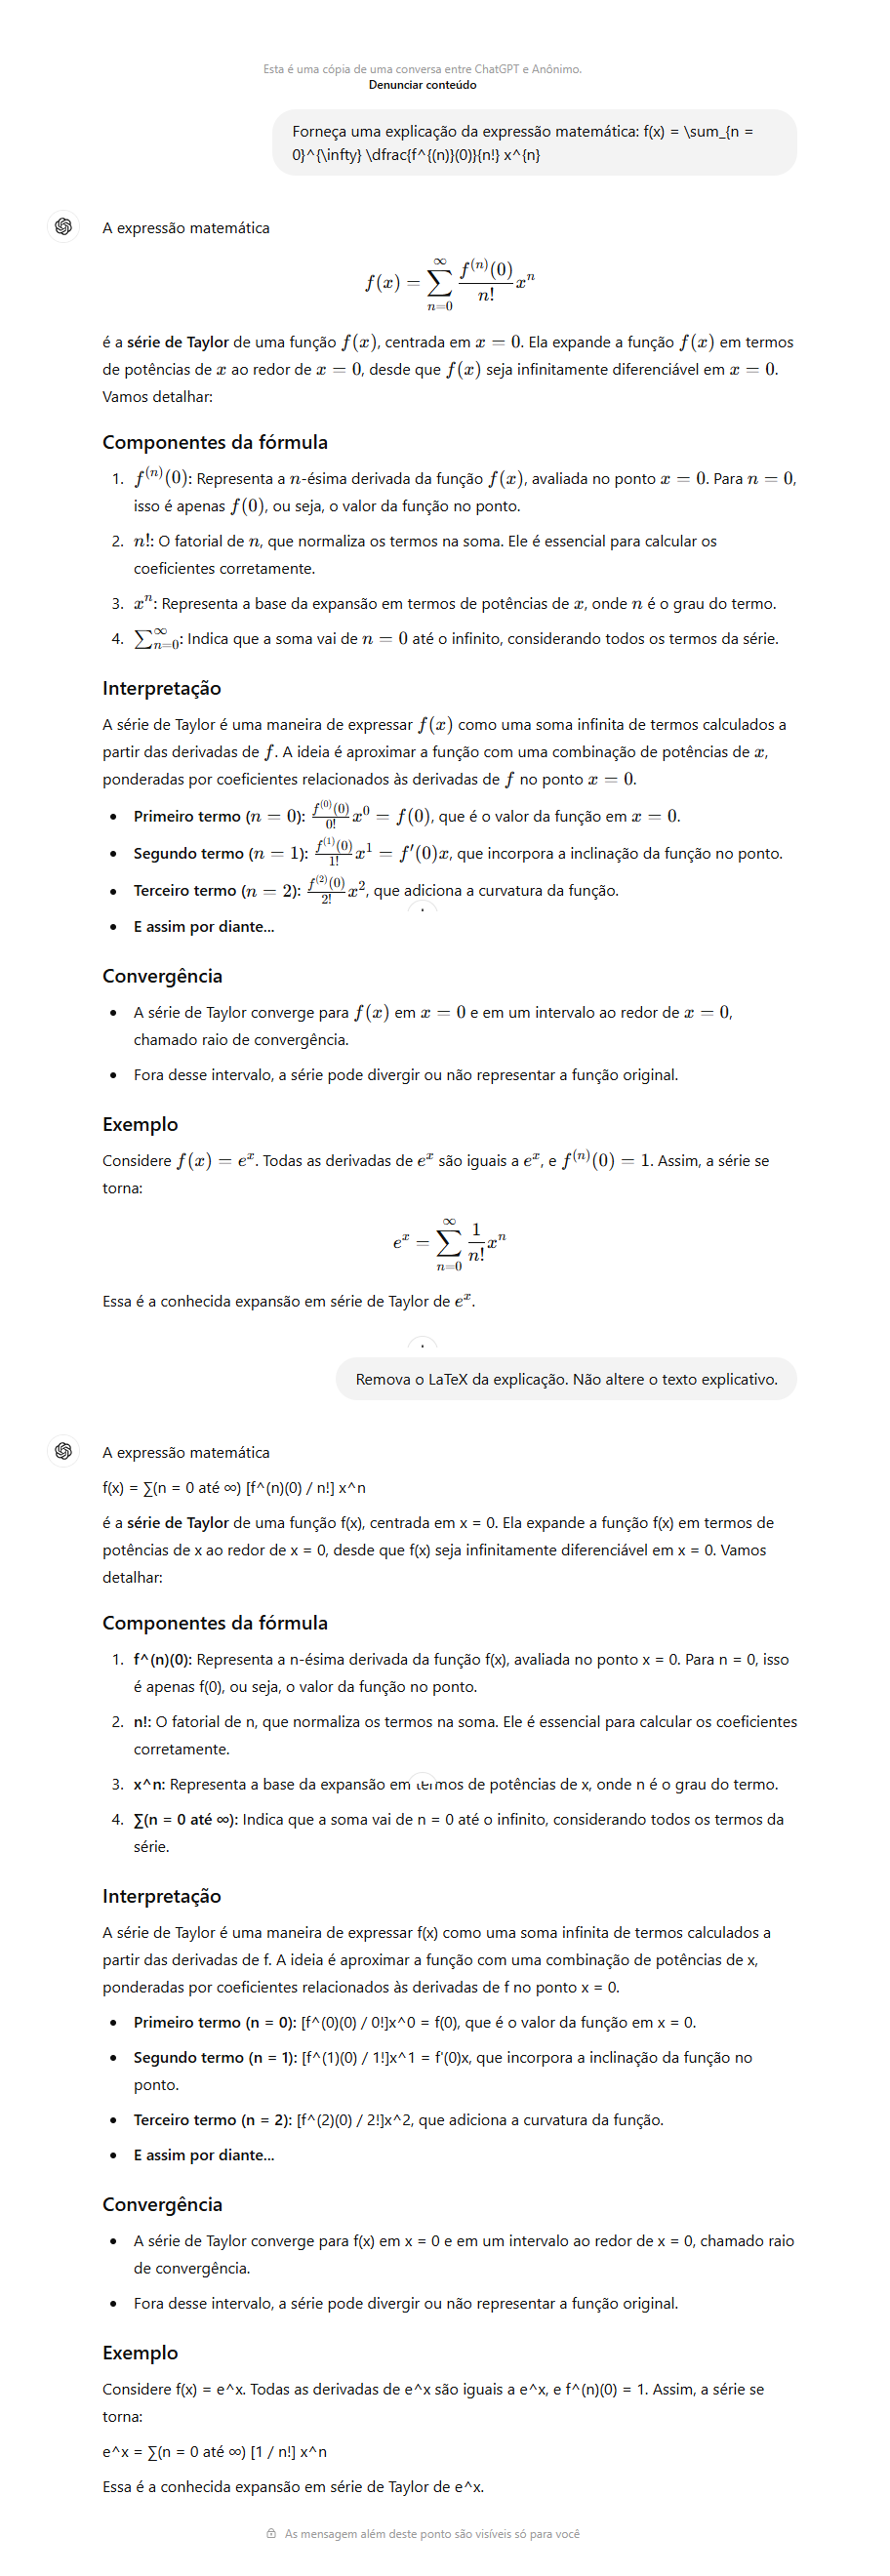 Esta é uma cópia de uma conversa entre ChatGPT e Anônimo.
Denunciar conteúdo
Forneça uma explicação da expressão matemática: f(x) = \sum_{n =
0}^{\infty} \dfrac{f^{(n)}(0)}{n!} x^{n}
A expressão matemática
f(x) = ∑_{n=0}^{∞} \frac{f^{(n)}(0)}{n!} x^n
é a série de Taylor de uma função f(x), centrada em x = 0. Ela expande a função f(x) em termos
de potências de x ao redor de x = 0, desde que f(x) seja infinitamente diferenciável em x = 0.
Vamos detalhar:
Componentes da fórmula
1. f^{(n)}(0): Representa a n-ésima derivada da função f(x), avaliada no ponto x = 0. Para n = 0,
isso é apenas f(0), ou seja, o valor da função no ponto.
2. n!: O fatorial de n, que normaliza os termos na soma. Ele é essencial para calcular os
coeficientes corretamente.
3. x^n: Representa a base da expansão em termos de potências de x, onde n é o grau do termo.
4. ∑_{n=0}^{∞}: Indica que a soma vai de n = 0 até o infinito, considerando todos os termos da série.
Interpretação
A série de Taylor é uma maneira de expressar f(x) como uma soma infinita de termos calculados a
partir das derivadas de f. A ideia é aproximar a função com uma combinação de potências de x,
ponderadas por coeficientes relacionados às derivadas de f no ponto x = 0.
• Primeiro termo (n = 0): \frac{f^{(0)}(0)}{0!} x^0 = f(0), que é o valor da função em x = 0.
• Segundo termo (n = 1): \frac{f^{(1)}(0)}{1!} x^1 = f′(0)x, que incorpora a inclinação da função no ponto.
• Terceiro termo (n = 2): \frac{f^{(2)}(0)}{2!} x^2, que adiciona a curvatura da função.
• E assim por diante...
Convergência
• A série de Taylor converge para f(x) em x = 0 e em um intervalo ao redor de x = 0,
chamado raio de convergência.
• Fora desse intervalo, a série pode divergir ou não representar a função original.
Exemplo
Considere f(x) = e^x. Todas as derivadas de e^x são iguais a e^x, e f^{(n)}(0) = 1. Assim, a série se
torna:
e^x = ∑_{n=0}^{∞} \frac{1}{n!} x^n
Essa é a conhecida expansão em série de Taylor de e^x.
Remova o LaTeX da explicação. Não altere o texto explicativo.
A expressão matemática
f(x) = ∑(n = 0 até ∞) [f^(n)(0) / n!] x^n
é a série de Taylor de uma função f(x), centrada em x = 0. Ela expande a função f(x) em termos de
potências de x ao redor de x = 0, desde que f(x) seja infinitamente diferenciável em x = 0. Vamos
detalhar:
Componentes da fórmula
1. f^(n)(0): Representa a n-ésima derivada da função f(x), avaliada no ponto x = 0. Para n = 0, isso
é apenas f(0), ou seja, o valor da função no ponto.
2. n!: O fatorial de n, que normaliza os termos na soma. Ele é essencial para calcular os coeficientes
corretamente.
3. x^n: Representa a base da expansão em termos de potências de x, onde n é o grau do termo.
4. ∑(n = 0 até ∞): Indica que a soma vai de n = 0 até o infinito, considerando todos os termos da
série.
Interpretação
A série de Taylor é uma maneira de expressar f(x) como uma soma infinita de termos calculados a
partir das derivadas de f. A ideia é aproximar a função com uma combinação de potências de x,
ponderadas por coeficientes relacionados às derivadas de f no ponto x = 0.
• Primeiro termo (n = 0): [f^(0)(0) / 0!]x^0 = f(0), que é o valor da função em x = 0.
• Segundo termo (n = 1): [f^(1)(0) / 1!]x^1 = f'(0)x, que incorpora a inclinação da função no
ponto.
• Terceiro termo (n = 2): [f^(2)(0) / 2!]x^2, que adiciona a curvatura da função.
• E assim por diante...
Convergência
• A série de Taylor converge para f(x) em x = 0 e em um intervalo ao redor de x = 0, chamado raio
de convergência.
• Fora desse intervalo, a série pode divergir ou não representar a função original.
Exemplo
Considere f(x) = e^x. Todas as derivadas de e^x são iguais a e^x, e f^(n)(0) = 1. Assim, a série se
torna:
e^x = ∑(n = 0 até ∞) [1 / n!] x^n
Essa é a conhecida expansão em série de Taylor de e^x.
As mensagem além deste ponto são visíveis só para você